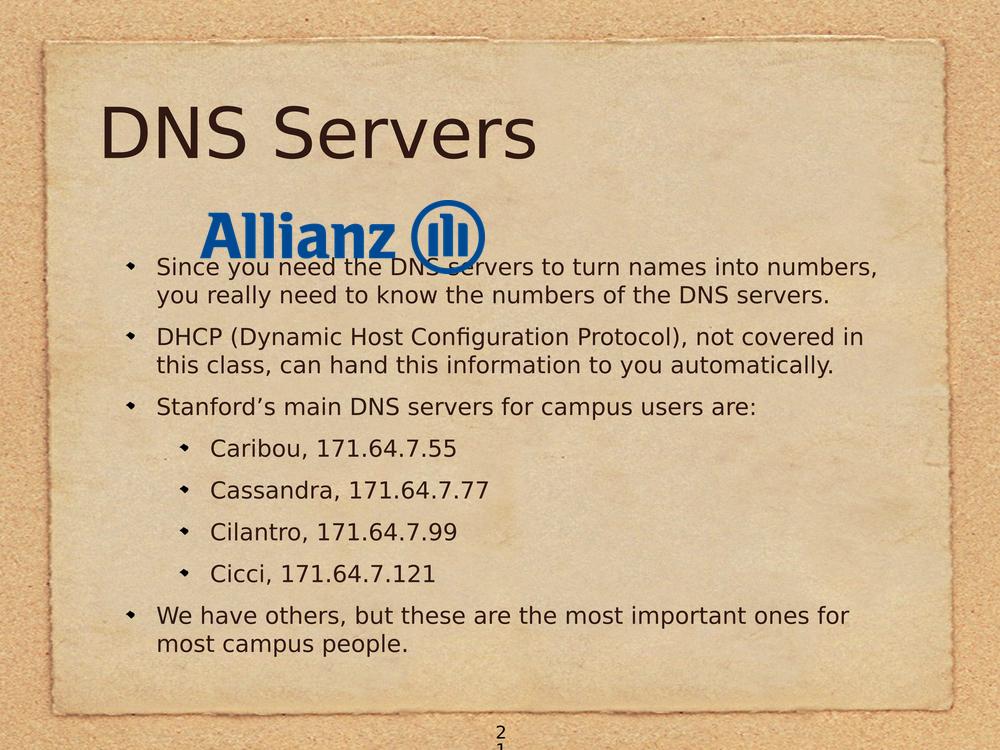 DNS Servers
Allianz
Since you need the DNS servers to turn names into numbers,
you really need to know the numbers of the DNS servers.
DHCP (Dynamic Host Configuration Protocol), not covered in
this class, can hand this information to you automatically.
Stanford’s main DNS servers for campus users are:
Caribou, 171.64.7.55
Cassandra, 171.64.7.77
Cilantro, 171.64.7.99
Cicci, 171.64.7.121
We have others, but these are the most important ones for
most campus people.
2
1